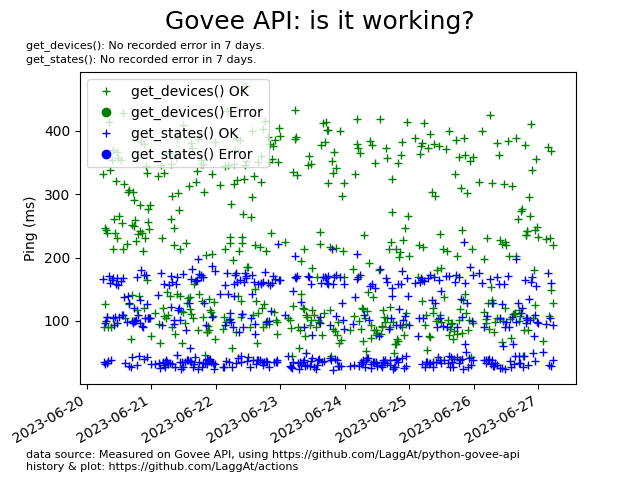 Govee API: is it working?
get_devices(): No recorded error in 7 days.
get_states(): No recorded error in 7 days.
get_devices() OK
get_devices() Error
get_states() OK
get_states() Error
Ping (ms)
400
300
200
100
2023-06-20
2023-06-21
2023-06-22
2023-06-23
2023-06-24
2023-06-25
2023-06-26
2023-06-27
data source: Measured on Govee API, using https://github.com/LaggAt/python-govee-api
history & plot: https://github.com/LaggAt/actions